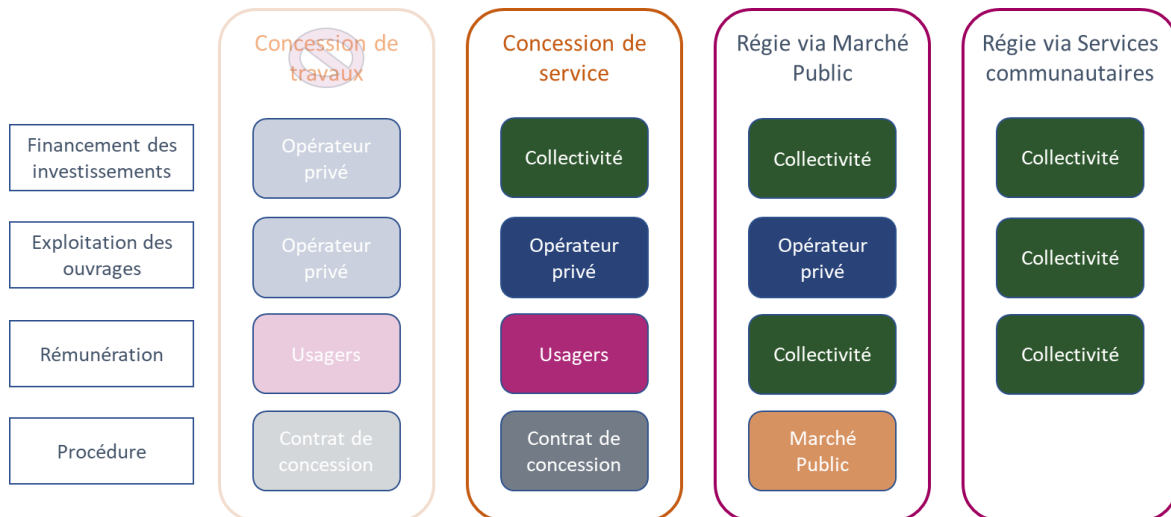 Concession de
travaux
Concession de
service
Régie via Marché
Public
Régie via Services
communautaires
Financement des
investissements
Opérateur
privé
Collectivité
Collectivité
Collectivité
Exploitation des
ouvrages
Opérateur
privé
Opérateur
privé
Opérateur
privé
Collectivité
Rémunération
Usagers
Usagers
Collectivité
Collectivité
Procédure
Contrat de
concession
Contrat de
concession
Marché
Public